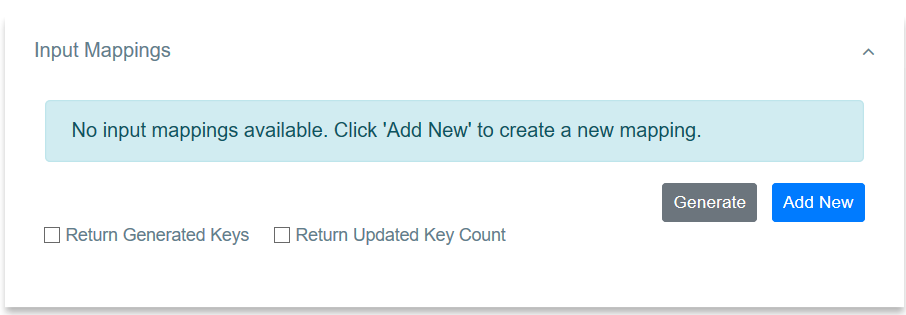 Input Mappings
No input mappings available. Click 'Add New' to create a new mapping.
Generate Add New
Return Generated Keys Return Updated Key Count